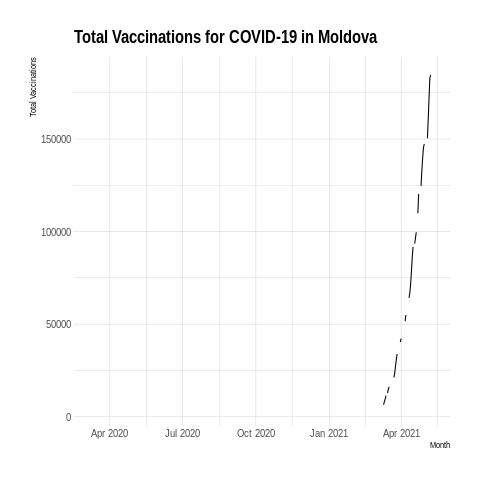 Total Vaccinations for COVID-19 in Moldova
Total Vaccinations
150000
100000
50000
0
Apr 2020 Jul 2020 Oct 2020 Jan 2021 Apr 2021
Month